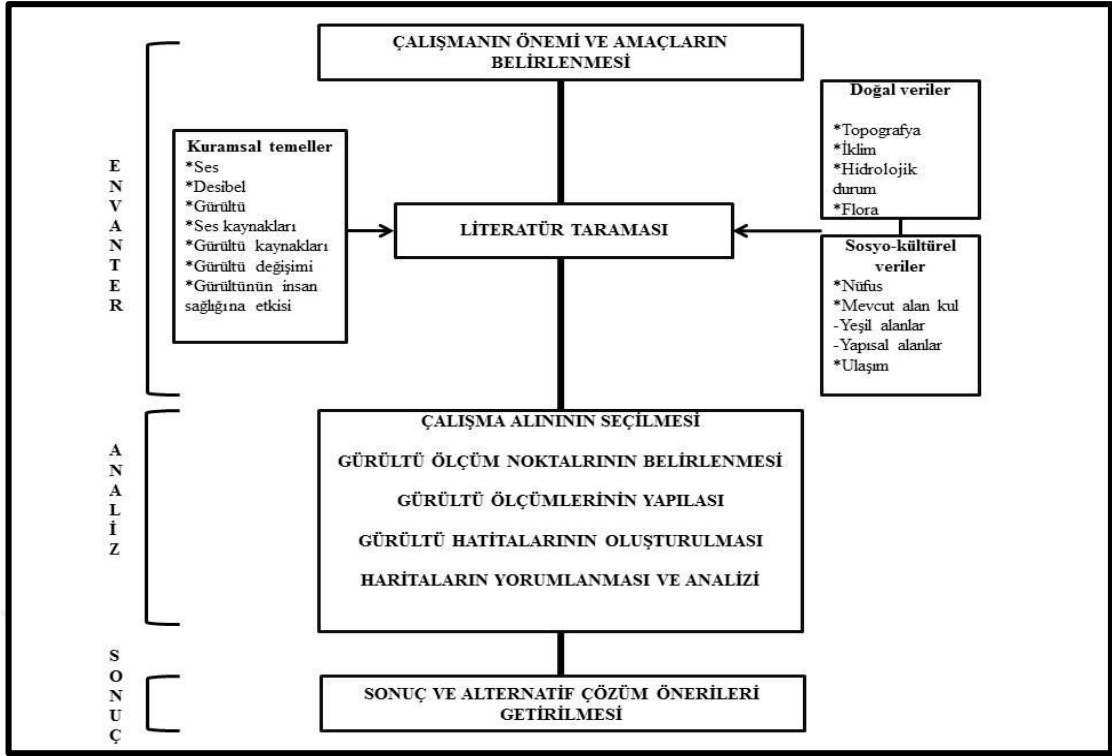 ÇALIŞMANIN ÖNEMİ VE AMAÇLARIN
BELİRLENMESİ
ENVANTER
Kuramsal temeller
*Ses
*Desibel
*Gürültü
*Ses kaynakları
*Gürültü kaynakları
*Gürültü değişimi
*Gürültünün insan
sağlığına etkisi
LİTERATÜR TARAMASI
Doğal veriler
*Topografya
*İklim
*Hidrolojik
durum
*Flora
Sosyo-kültürel
veriler
*Nüfus
*Mevcut alan kul
-Yeşil alanlar
-Yapısal alanlar
*Ulaşım
ANALİZ
ÇALIŞMA ALINININ SEÇİLMESİ
GÜRÜLTÜ ÖLÇÜM NOKTALRININ BELİRLENMESİ
GÜRÜLTÜ ÖLÇÜMLERİNİN YAPILASI
GÜRÜLTÜ HATİTALARININ OLUŞTURULMASI
HARİTALARIN YORUMLANMASI VE ANALİZİ
SONUÇ
SONUÇ VE ALTERNATİF ÇÖZÜM ÖNERİLERİ
GETİRİLMESİ